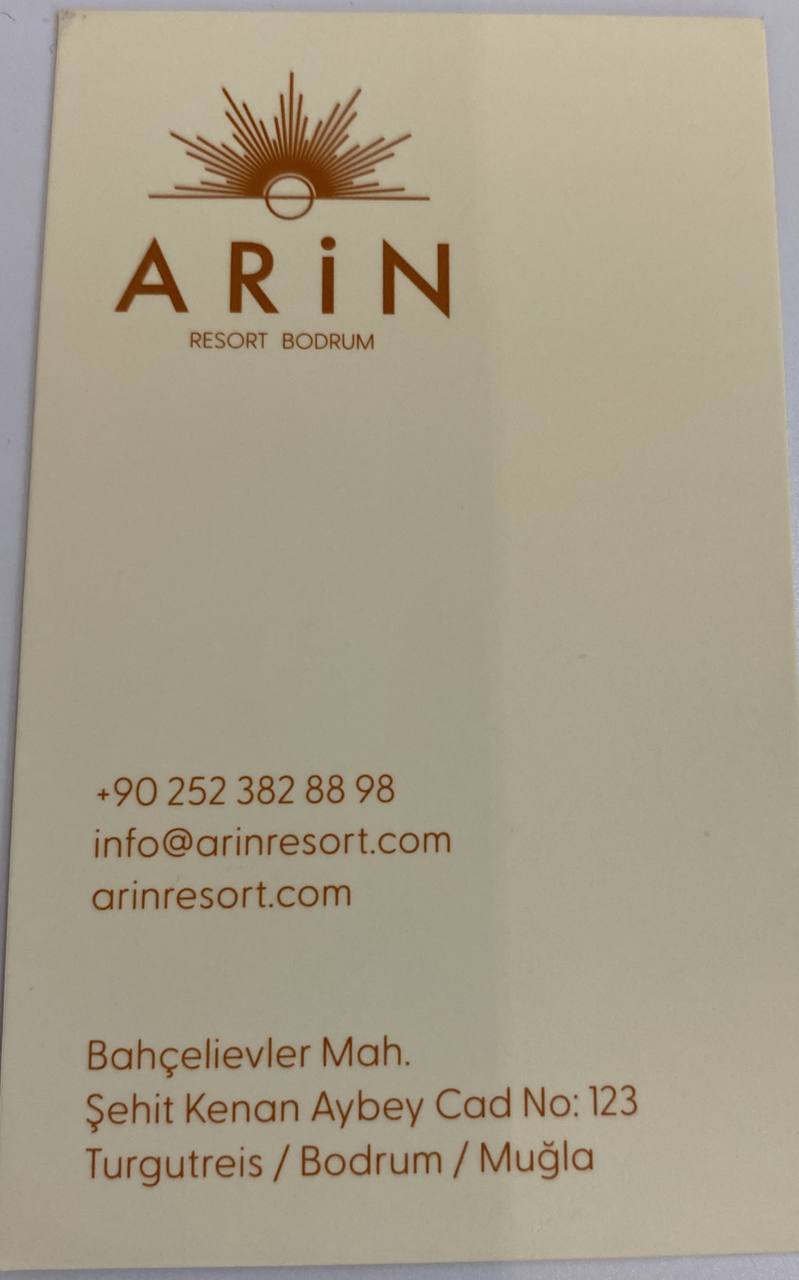 ARiN
RESORT BODRUM
+90 252 382 88 98
info@arinresort.com
arinresort.com
Bahçelievler Mah.
Şehit Kenan Aybey Cad No: 123
Turgutreis / Bodrum / Muğla